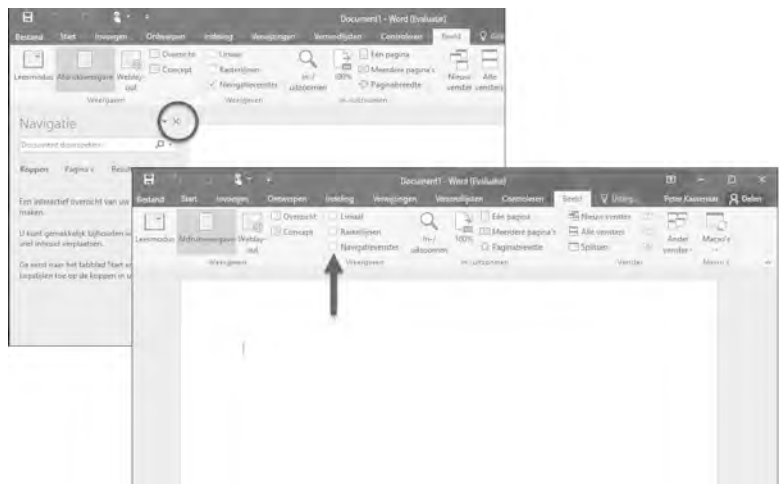 Document1 - Word (Evaluatie)
Bestand Start Invoegen Ontwerpen Indeling Verwijzingen Verzendlijsten Controleren Beeld
Leesmodus Afdrukweergave Weblay-out
Overzicht
Concept
Liniaal
Rasterlijnen
✓ Navigatievenster
In-/uitzoomen
100%
Eén pagina
Meerdere pagina's
Paginabreedte
Nieuw venster
Alle vensters
Weergaven Weergeven In-/uitzoomen
Navigatie
Document doorzoeken
Koppen Pagina's
Een interactief overzicht van uw
maken.
U kunt gemakkelijk bijhouden
snel inhoud verplaatsen.
Ga eerst naar het tabblad Start en
kopstijlen toe op de koppen in
Document1 - Word (Evaluatie)
Bestand Start Invoegen Ontwerpen Indeling Verwijzingen Verzendlijsten Controleren Beeld Uitleg... Peter Kassenaar Delen
Leesmodus Afdrukweergave Weblay-out
Overzicht
Concept
Liniaal
Rasterlijnen
Navigatievenster
In-/uitzoomen
100%
Eén pagina
Meerdere pagina's
Paginabreedte
Nieuw venster
Alle vensters
Splitsen
Ander venster
Macro's
Weergaven Weergeven In-/uitzoomen Venster Macro's